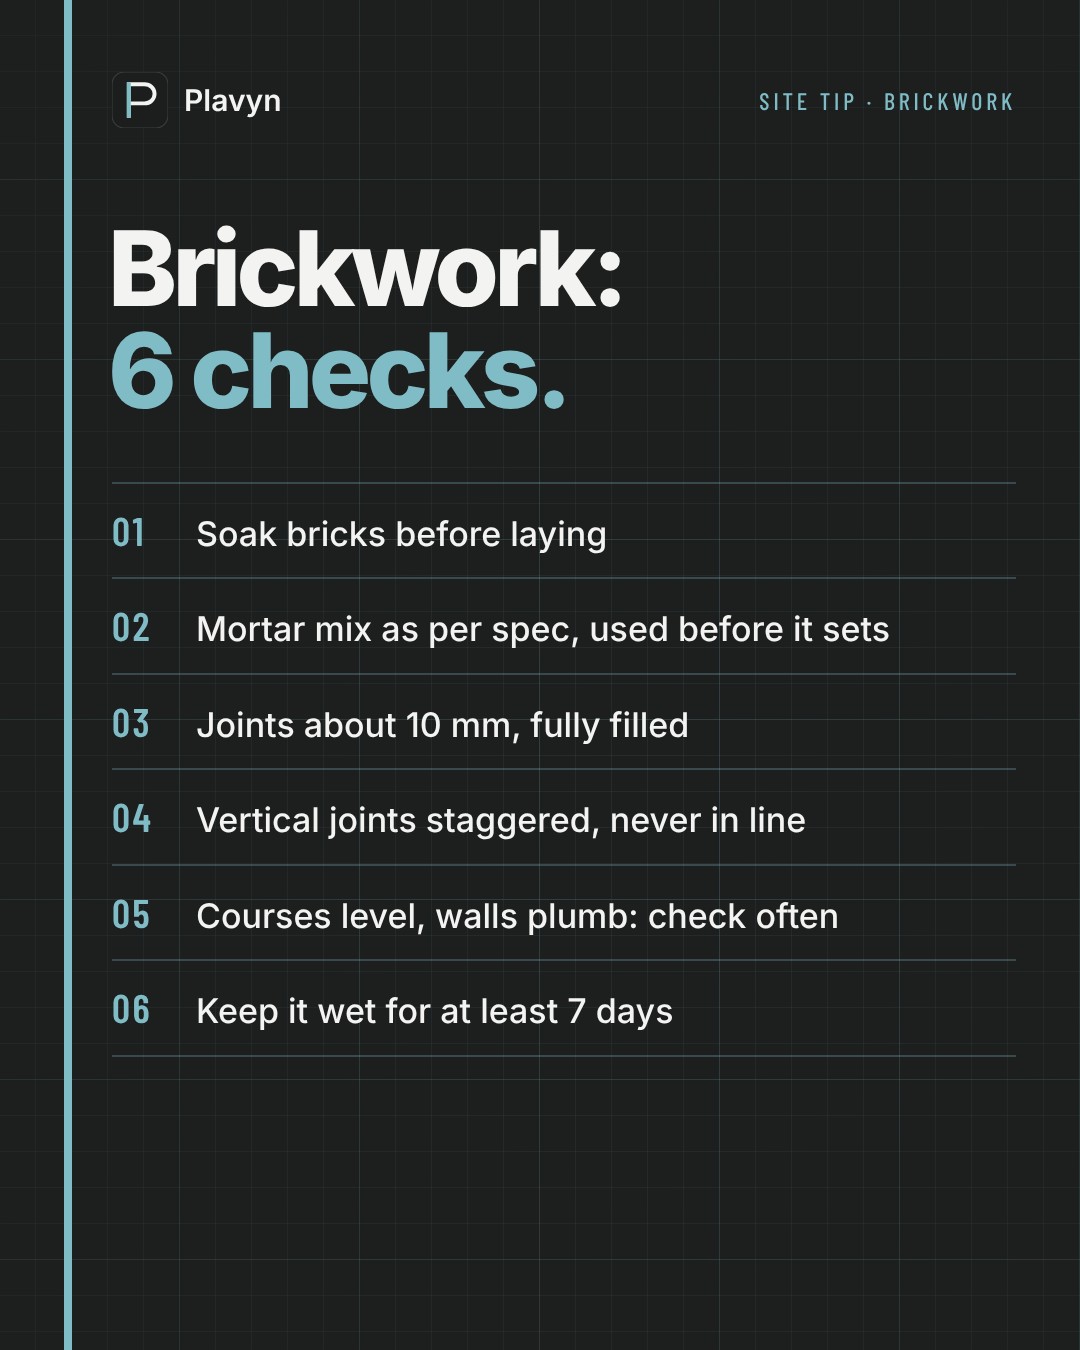 Plavyn
SITE TIP · BRICKWORK
Brickwork:
6 checks.
01 Soak bricks before laying
02 Mortar mix as per spec, used before it sets
03 Joints about 10 mm, fully filled
04 Vertical joints staggered, never in line
05 Courses level, walls plumb: check often
06 Keep it wet for at least 7 days